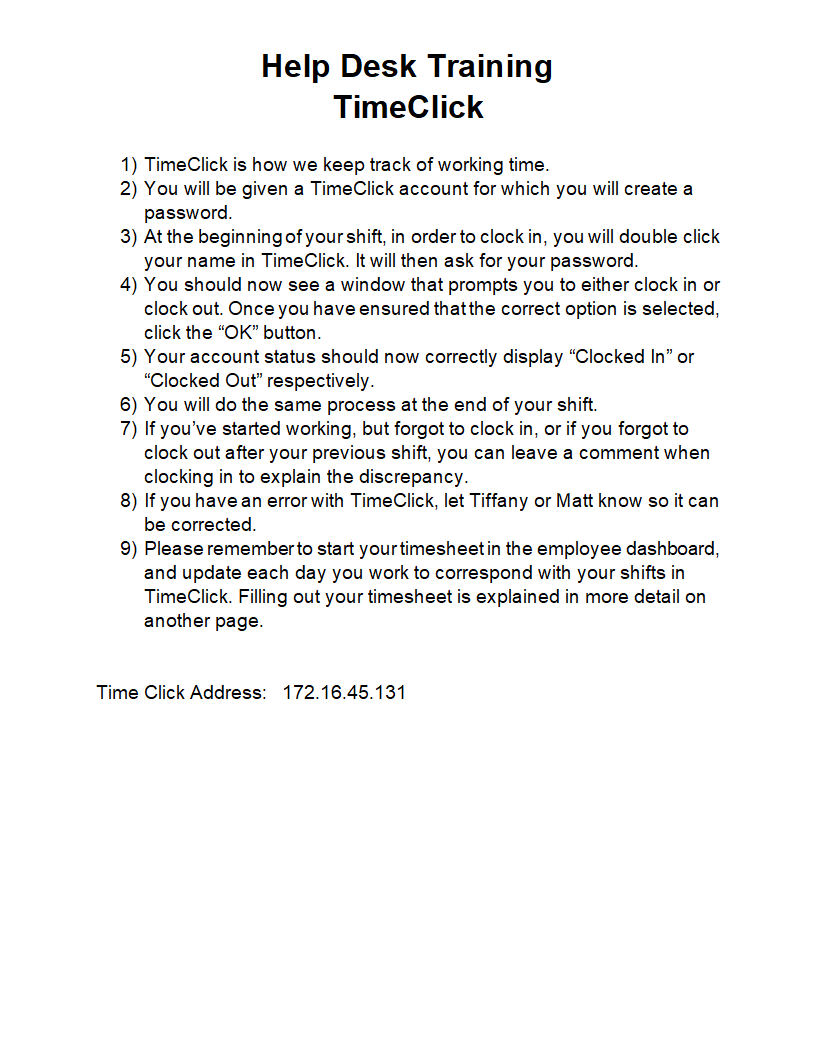 Help Desk Training
TimeClick
1) TimeClick is how we keep track of working time.
2) You will be given a TimeClick account for which you will create a
password.
3) At the beginning of your shift, in order to clock in, you will double click
your name in TimeClick. It will then ask for your password.
4) You should now see a window that prompts you to either clock in or
clock out. Once you have ensured that the correct option is selected,
click the “OK” button.
5) Your account status should now correctly display “Clocked In” or
“Clocked Out” respectively.
6) You will do the same process at the end of your shift.
7) If you’ve started working, but forgot to clock in, or if you forgot to
clock out after your previous shift, you can leave a comment when
clocking in to explain the discrepancy.
8) If you have an error with TimeClick, let Tiffany or Matt know so it can
be corrected.
9) Please remember to start your timesheet in the employee dashboard,
and update each day you work to correspond with your shifts in
TimeClick. Filling out your timesheet is explained in more detail on
another page.
Time Click Address: 172.16.45.131